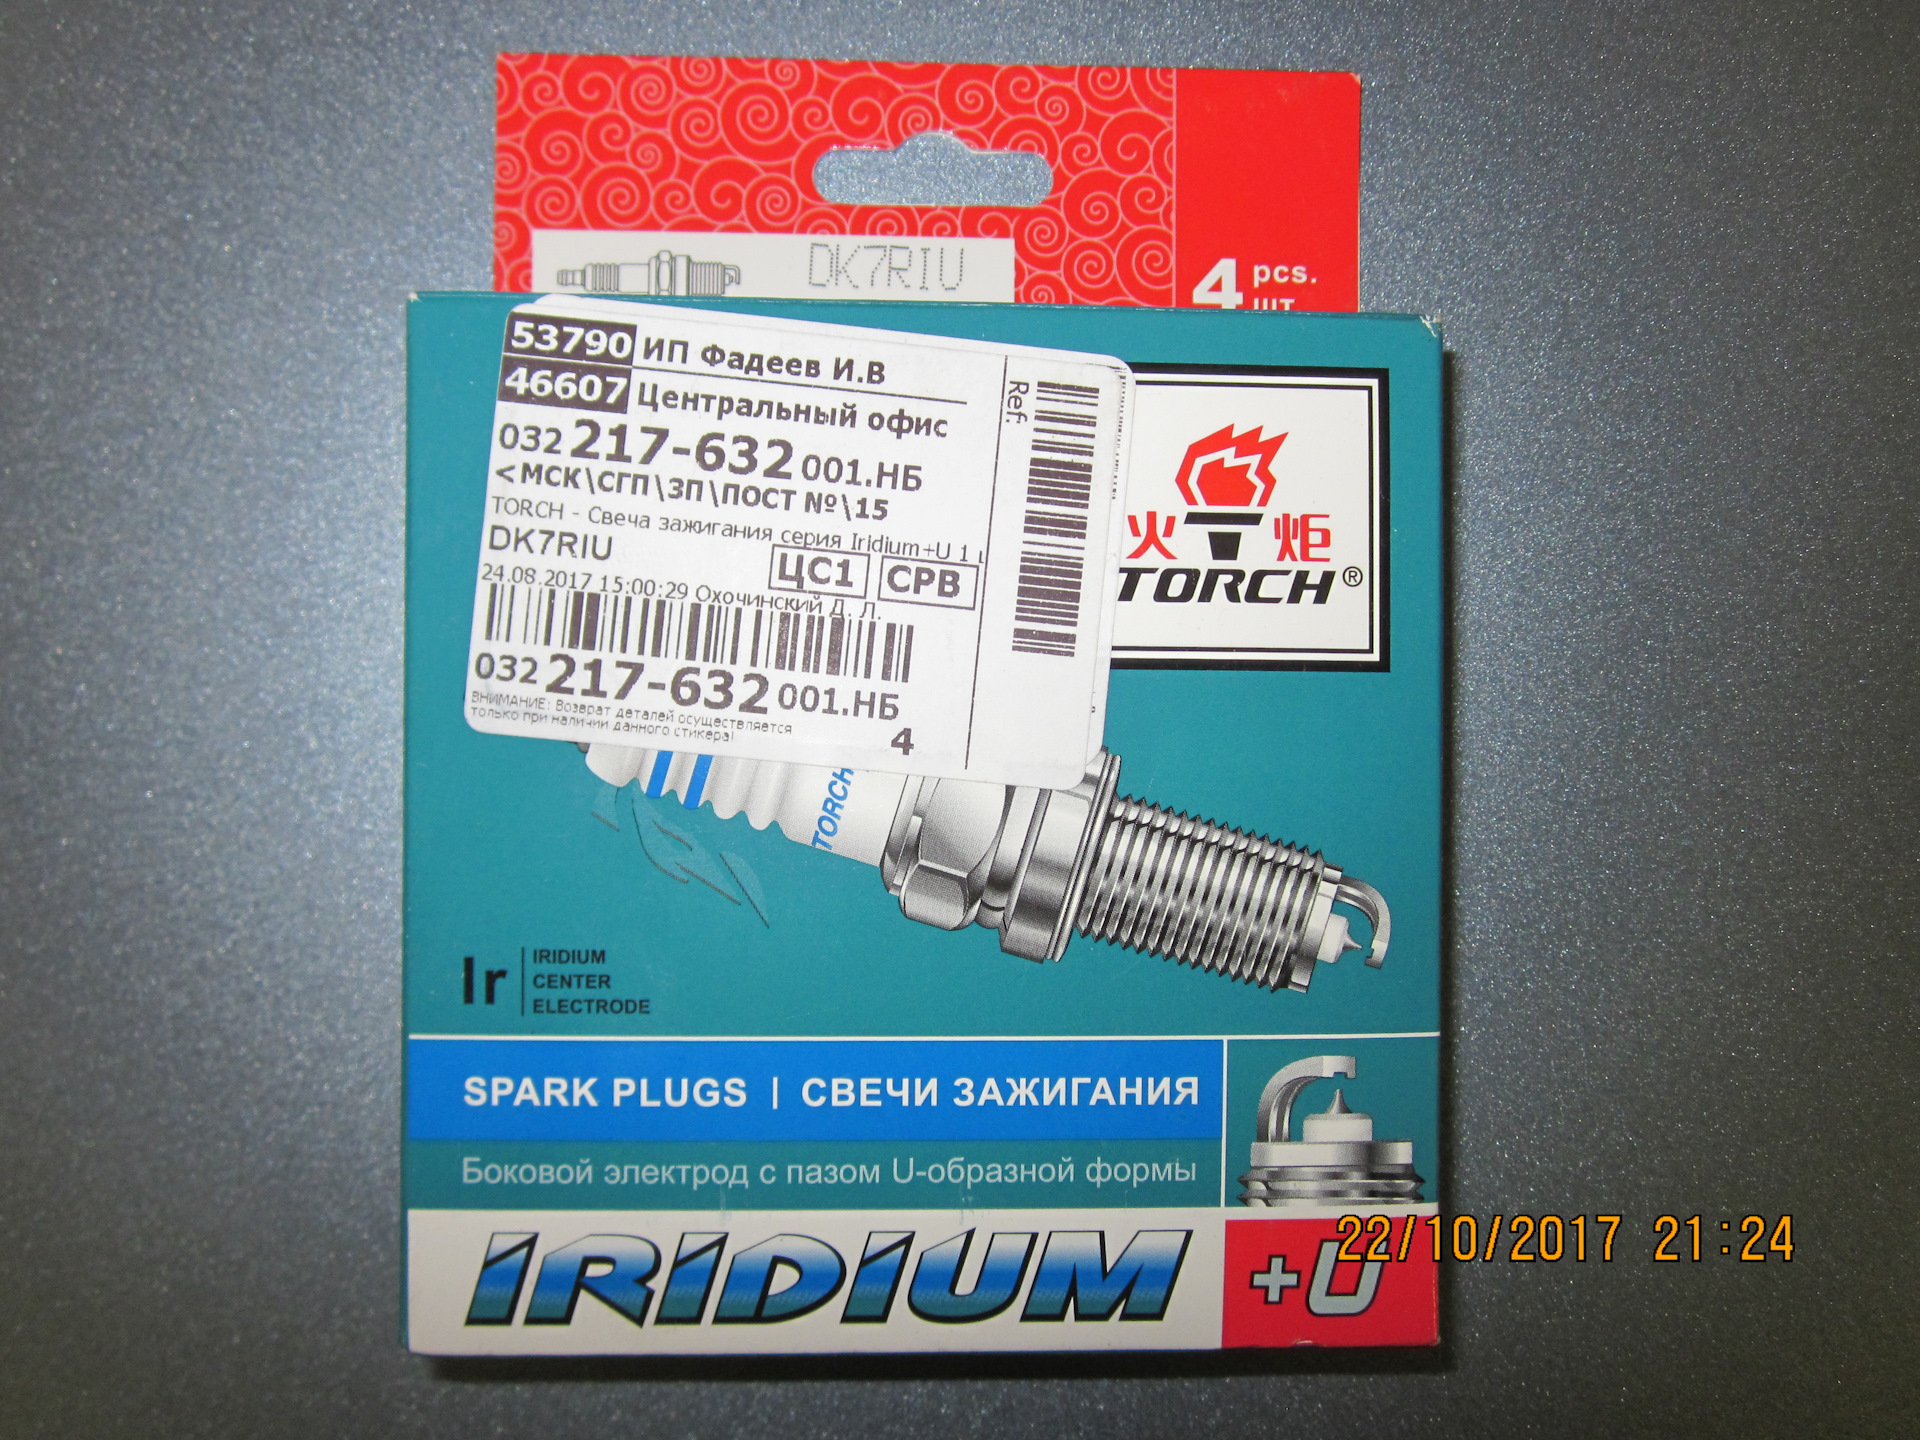 DK7RIU
4 pcs.
шт.
53790 ИП Фадеев И.В
46607 Центральный офис
032 217-632 001.НБ
<МСК\СГП\ЗП\ПОСТ №\15
TORCH - Свеча зажигания серия Iridium+U 1
DK7RIU
ЦС1 СРВ
24.08.2017 15:00:29 Охочинский Д. Л.
032 217-632 001.НБ
ВНИМАНИЕ: Возврат деталей осуществляется
только при наличии данного стикера!
4
Ref.
火 炬
TORCH®
TORCH
Ir IRIDIUM
CENTER
ELECTRODE
SPARK PLUGS | СВЕЧИ ЗАЖИГАНИЯ
Боковой электрод с пазом U-образной формы
IRIDIUM +U
22/10/2017 21:24